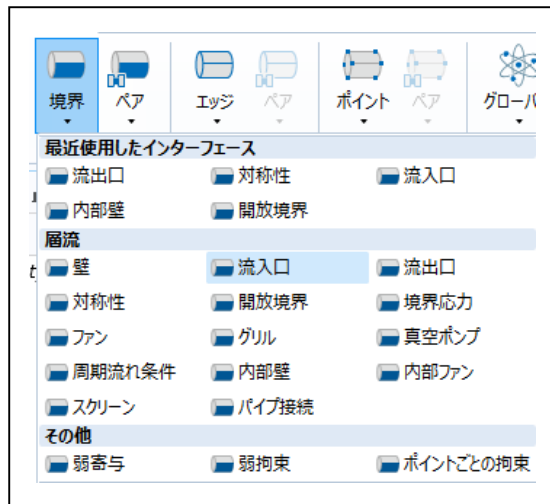 境界 ペア エッジ ペア ポイント ペア グローバ
最近使用したインターフェース
流出口 対称性 流入口
内部壁 開放境界
層流
壁 流入口 流出口
対称性 開放境界 境界応力
ファン グリル 真空ポンプ
周期流れ条件 内部壁 内部ファン
スクリーン パイプ接続
その他
弱寄与 弱拘束 ポイントごとの拘束